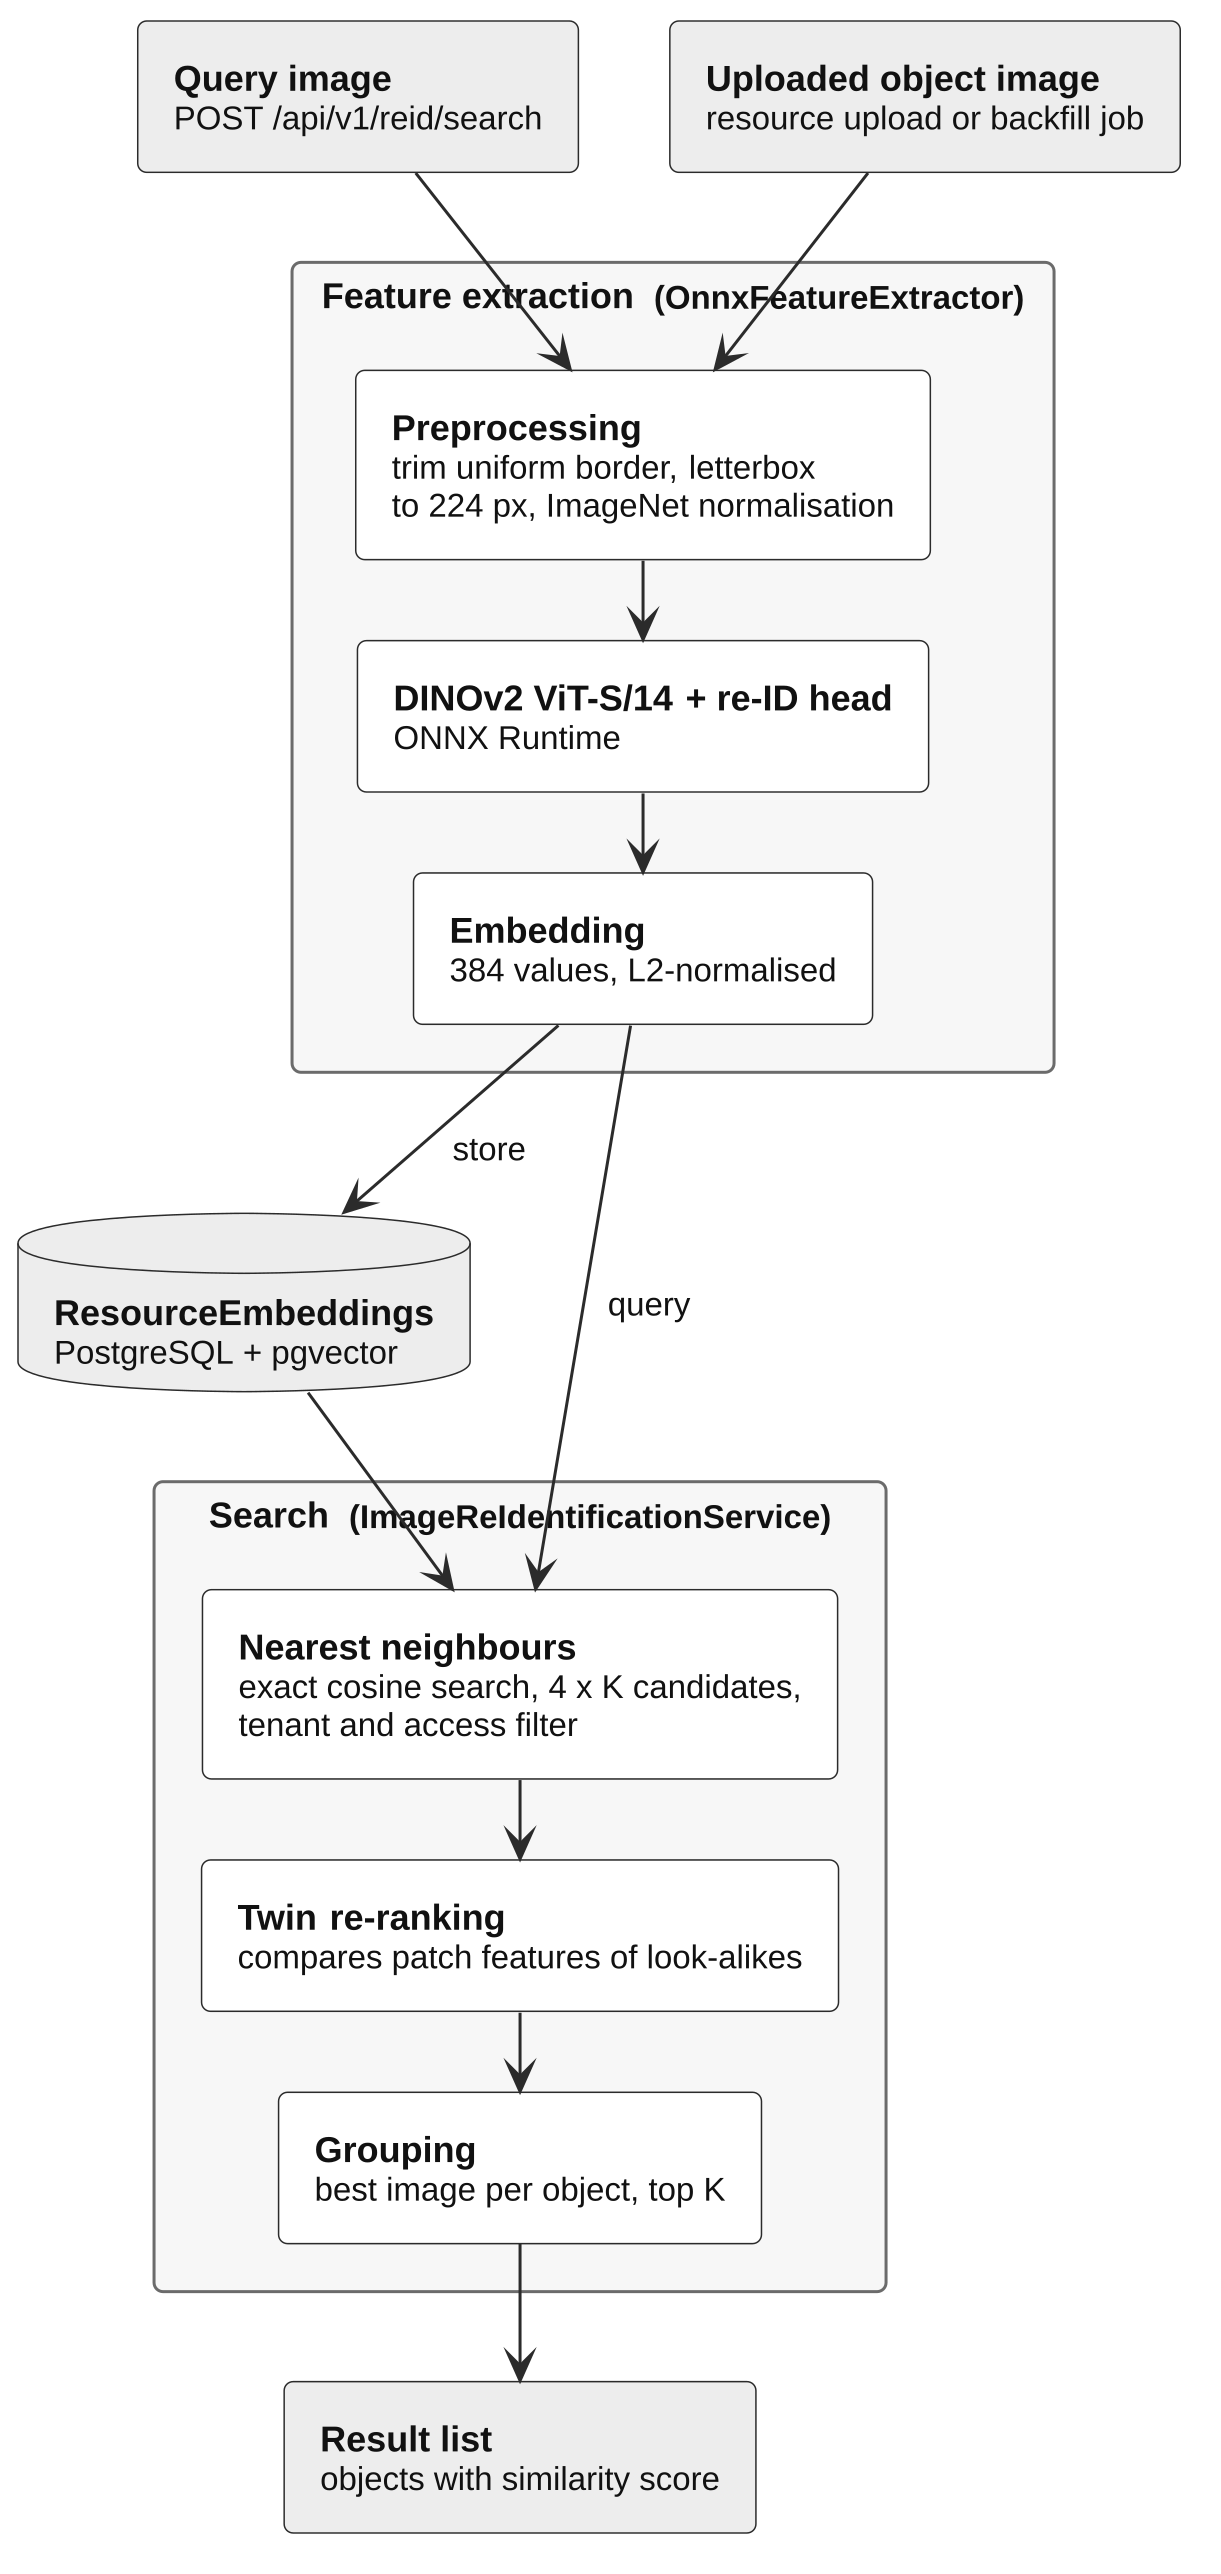 Query image
POST /api/v1/reid/search
Uploaded object image
resource upload or backfill job
Feature extraction (OnnxFeatureExtractor)
Preprocessing
trim uniform border, letterbox
to 224 px, ImageNet normalisation
DINOv2 ViT-S/14 + re-ID head
ONNX Runtime
Embedding
384 values, L2-normalised
store
query
ResourceEmbeddings
PostgreSQL + pgvector
Search (ImageReIdentificationService)
Nearest neighbours
exact cosine search, 4 x K candidates,
tenant and access filter
Twin re-ranking
compares patch features of look-alikes
Grouping
best image per object, top K
Result list
objects with similarity score